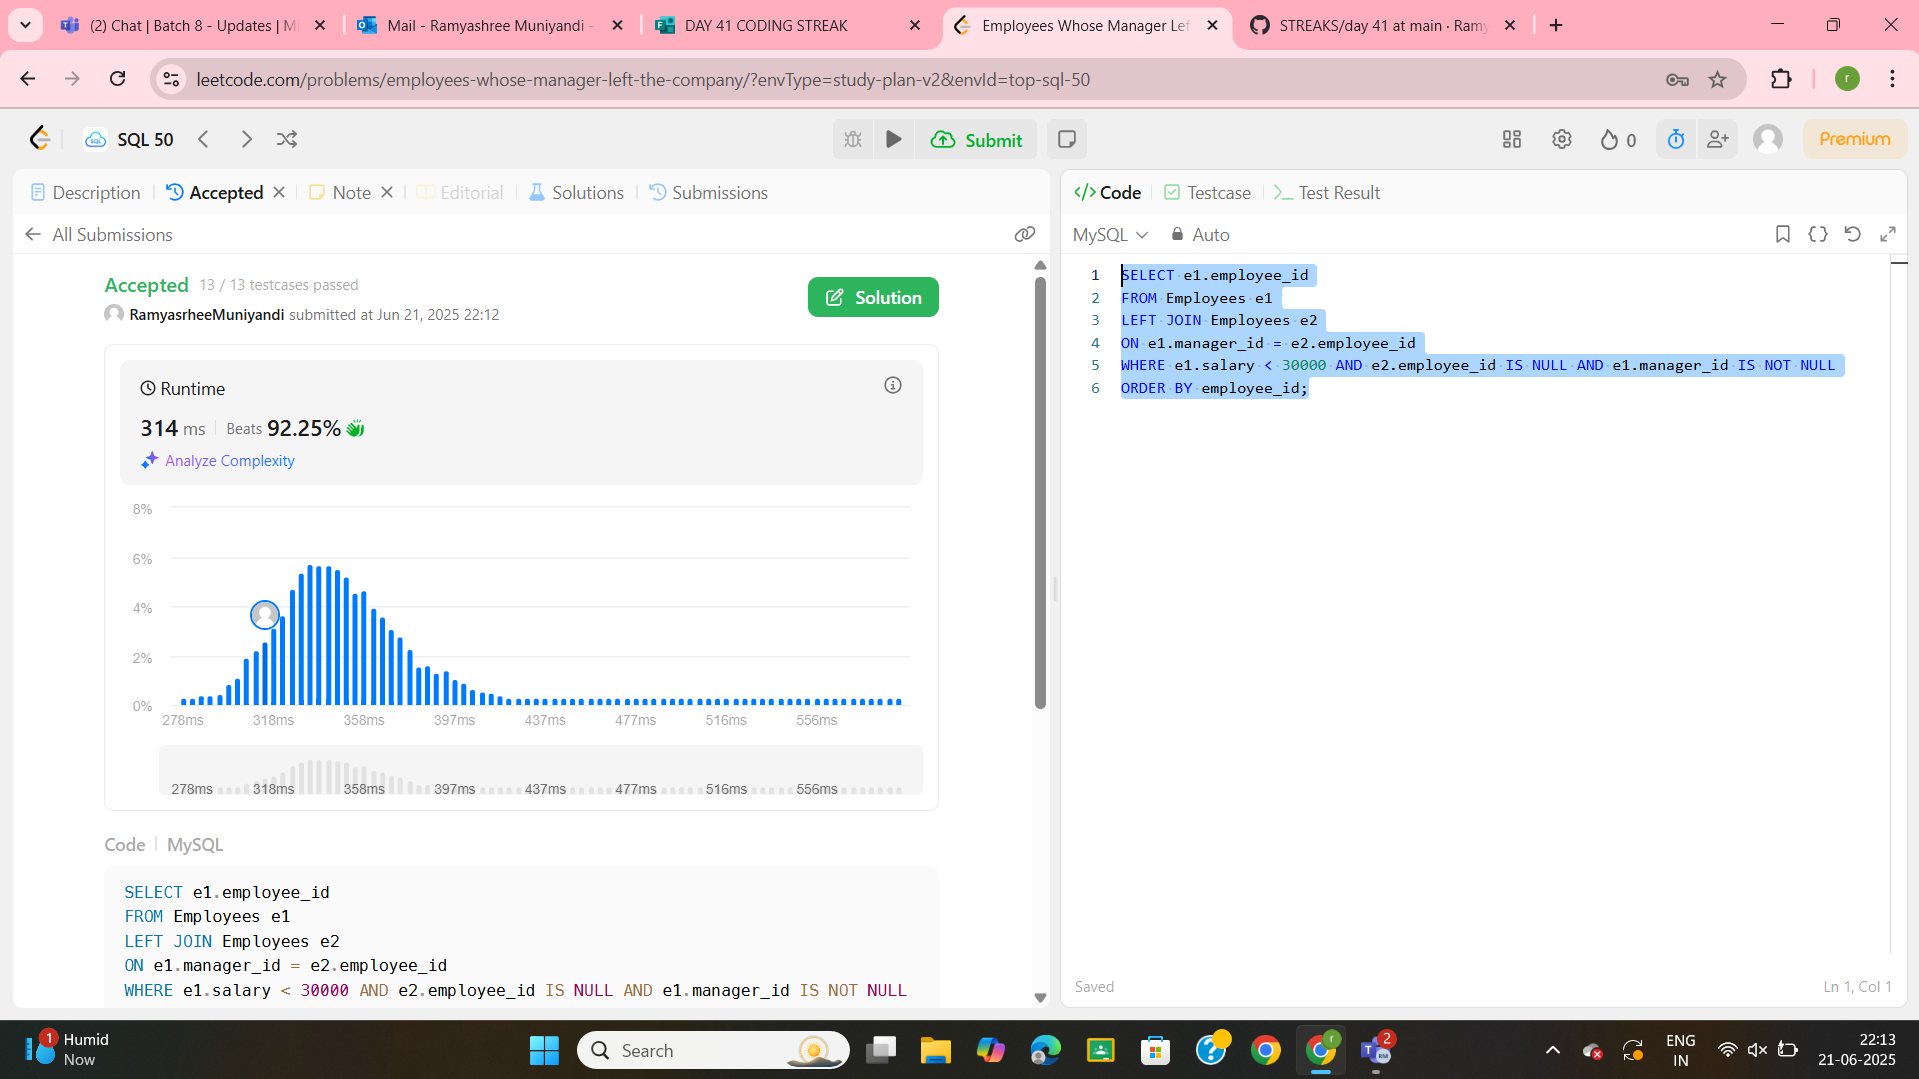 (2) Chat | Batch 8 - Updates | M
Mail - Ramyashree Muniyandi -
DAY 41 CODING STREAK
Employees Whose Manager Lef
STREAKS/day 41 at main · Ramy
leetcode.com/problems/employees-whose-manager-left-the-company/?envType=study-plan-v2&envId=top-sql-50
r
SQL 50
Submit
0
Premium
Description
Accepted
Note
Editorial
Solutions
Submissions
All Submissions
Accepted 13 / 13 testcases passed
RamyasrheeMuniyandi submitted at Jun 21, 2025 22:12
Solution
Runtime
314 ms Beats 92.25%
Analyze Complexity
8%
6%
4%
2%
0%
278ms 318ms 358ms 397ms 437ms 477ms 516ms 556ms
278ms 318ms 358ms 397ms 437ms 477ms 516ms 556ms
Code MySQL
SELECT e1.employee_id
FROM Employees e1
LEFT JOIN Employees e2
ON e1.manager_id = e2.employee_id
WHERE e1.salary < 30000 AND e2.employee_id IS NULL AND e1.manager_id IS NOT NULL
</> Code
Testcase
Test Result
MySQL
Auto
1 SELECT e1.employee_id
2 FROM Employees e1
3 LEFT JOIN Employees e2
4 ON e1.manager_id = e2.employee_id
5 WHERE e1.salary < 30000 AND e2.employee_id IS NULL AND e1.manager_id IS NOT NULL
6 ORDER BY employee_id;
Saved
Ln 1, Col 1
1
Humid
Now
Search
r
2
RM
ENG
IN
22:13
21-06-2025